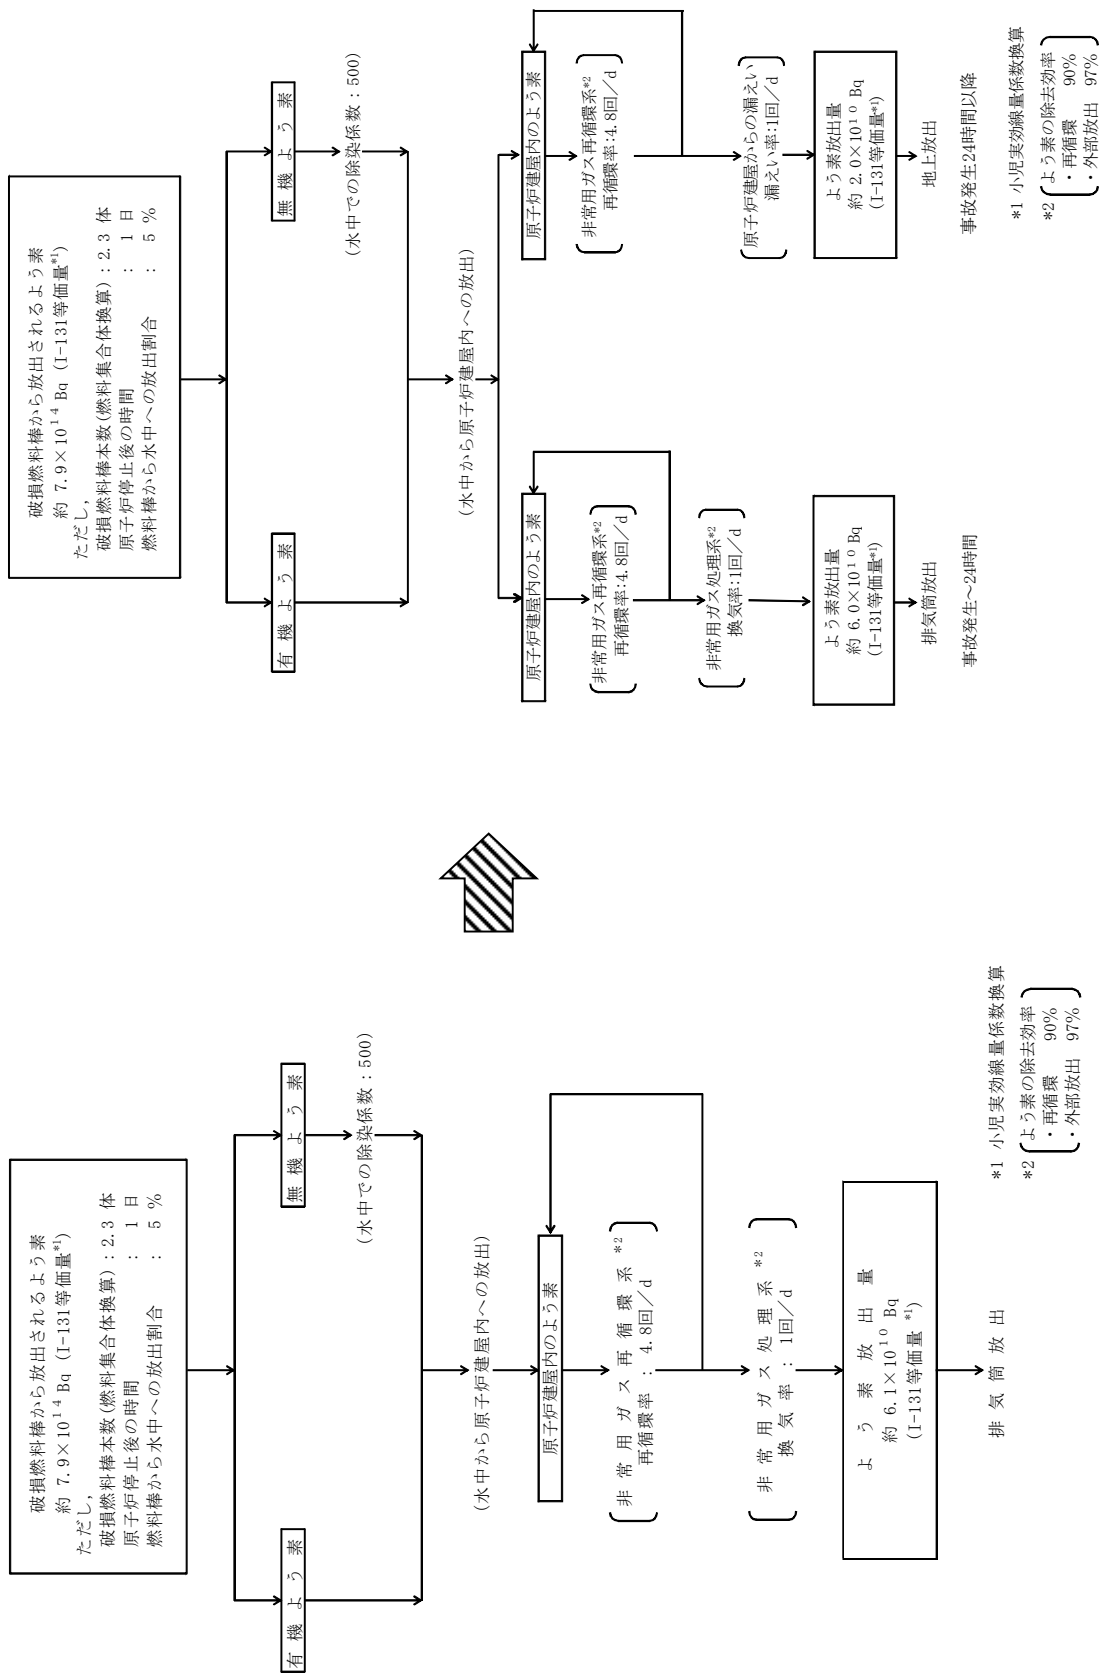 破損燃料棒から放出されるよう素
約 7.9×10¹⁴ Bq (I-131等価量*1)
ただし，
破損燃料棒本数(燃料集合体換算)：2.3 体
原子炉停止後の時間 ： 1 日
燃料棒から水中への放出割合 ： 5 %
有 機 よ う 素
無 機 よ う 素
(水中での除染係数：500)
(水中から原子炉建屋内への放出)
原子炉建屋内のよう素
非 常 用 ガ ス 再 循 環 系 *2
再循環率 ： 4.8回／d
非 常 用 ガ ス 処 理 系 *2
換 気 率 ： 1回／d
よ う 素 放 出 量
約 6.1×10¹⁰ Bq
(I-131等価量 *1)
排 気 筒 放 出
*1 小児実効線量係数換算
*2 よう素の除去効率
・再循環 90%
・外部放出 97%
破損燃料棒から放出されるよう素
約 7.9×10¹⁴ Bq (I-131等価量*1)
ただし，
破損燃料棒本数(燃料集合体換算)：2.3 体
原子炉停止後の時間 ： 1 日
燃料棒から水中への放出割合 ： 5 %
有 機 よ う 素
無 機 よ う 素
(水中での除染係数：500)
(水中から原子炉建屋内への放出)
原子炉建屋内のよう素
非常用ガス再循環系*2
再循環率：4.8回／d
非常用ガス処理系*2
換気率：1回／d
よう素放出量
約 6.0×10¹⁰ Bq
(I-131等価量*1)
排気筒放出
事故発生～24時間
原子炉建屋内のよう素
非常用ガス再循環系*2
再循環率：4.8回／d
原子炉建屋からの漏えい
漏えい率：1回／d
よう素放出量
約 2.0×10¹⁰ Bq
(I-131等価量*1)
地上放出
事故発生24時間以降
*1 小児実効線量係数換算
*2 よう素の除去効率
・再循環 90%
・外部放出 97%